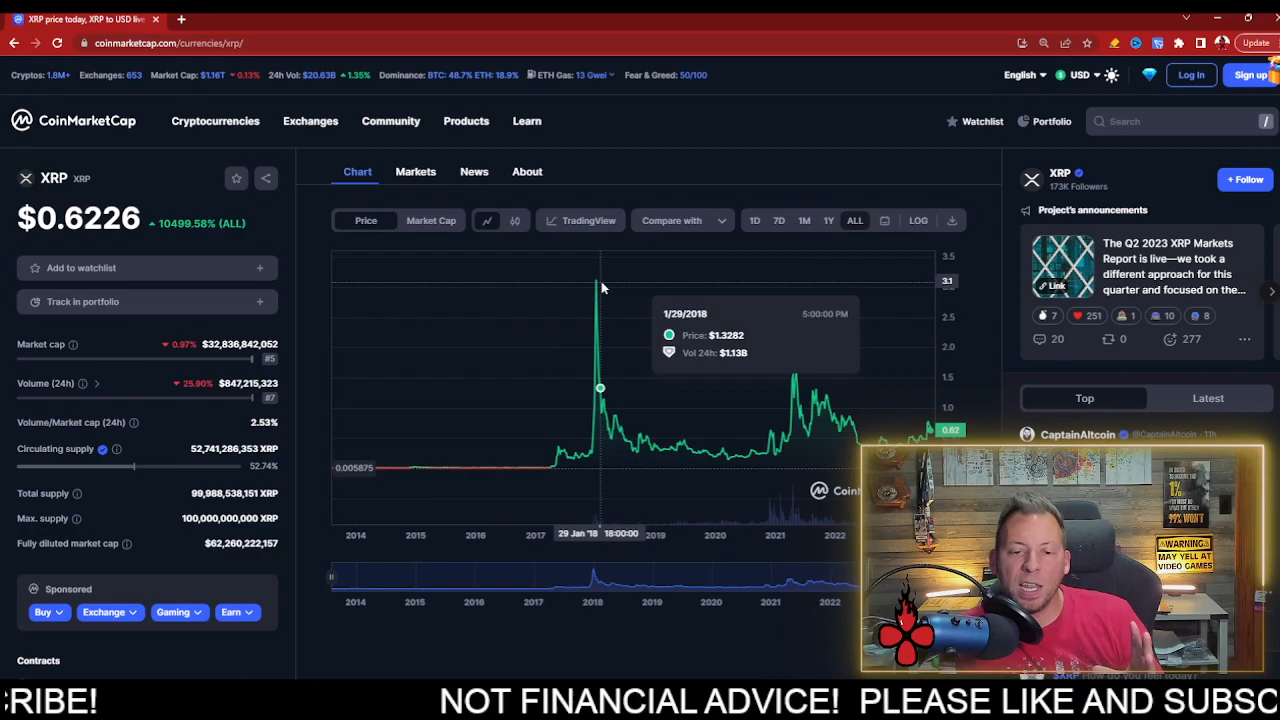 XRP price today, XRP to USD live
coinmarketcap.com/currencies/xrp/
Update
Cryptos: 1.8M+ Exchanges: 653 Market Cap: $1.16T 0.13% 24h Vol: $20.63B 1.35% Dominance: BTC: 48.7% ETH: 18.9% ETH Gas: 13 Gwei Fear & Greed: 50/100
English USD Log In Sign up
CoinMarketCap Cryptocurrencies Exchanges Community Products Learn
Watchlist Portfolio Search /
XRP XRP
$0.6226 10499.58% (ALL)
Add to watchlist +
Track in portfolio +
Market cap 0.97% $32,836,842,052
#5
Volume (24h) 25.90% $847,215,323
#7
Volume/Market cap (24h) 2.53%
Circulating supply 52,741,286,353 XRP
52.74%
Total supply 99,988,538,151 XRP
Max. supply 100,000,000,000 XRP
Fully diluted market cap $62,260,222,157
Sponsored
Buy Exchange Gaming Earn
Contracts
Chart Markets News About
Price Market Cap TradingView Compare with 1D 7D 1M 1Y ALL LOG
3.5
3.1
2.5
2.0
1.5
1.0
0.62
0.005875
1/29/2018 5:00:00 PM
Price: $1.3282
Vol 24h: $1.13B
2014 2015 2016 2017 29 Jan '18 18:00:00 2019 2020 2021 2022
2014 2015 2016 2017 2018 2019 2020 2021 2022
XRP
173K Followers
+ Follow
Project's announcements
The Q2 2023 XRP Markets
Report is live—we took a
different approach for this
quarter and focused on the...
Link
7 251 1 10 8
20 0 277
Top Latest
CaptainAltcoin @CaptainAltcoin · 11h
1%
99% WON'T
WARNING!
MAY YELL AT
VIDEO GAMES
$XRP How do you feel today?
CRIBE! NOT FINANCIAL ADVICE! PLEASE LIKE AND SUBSC